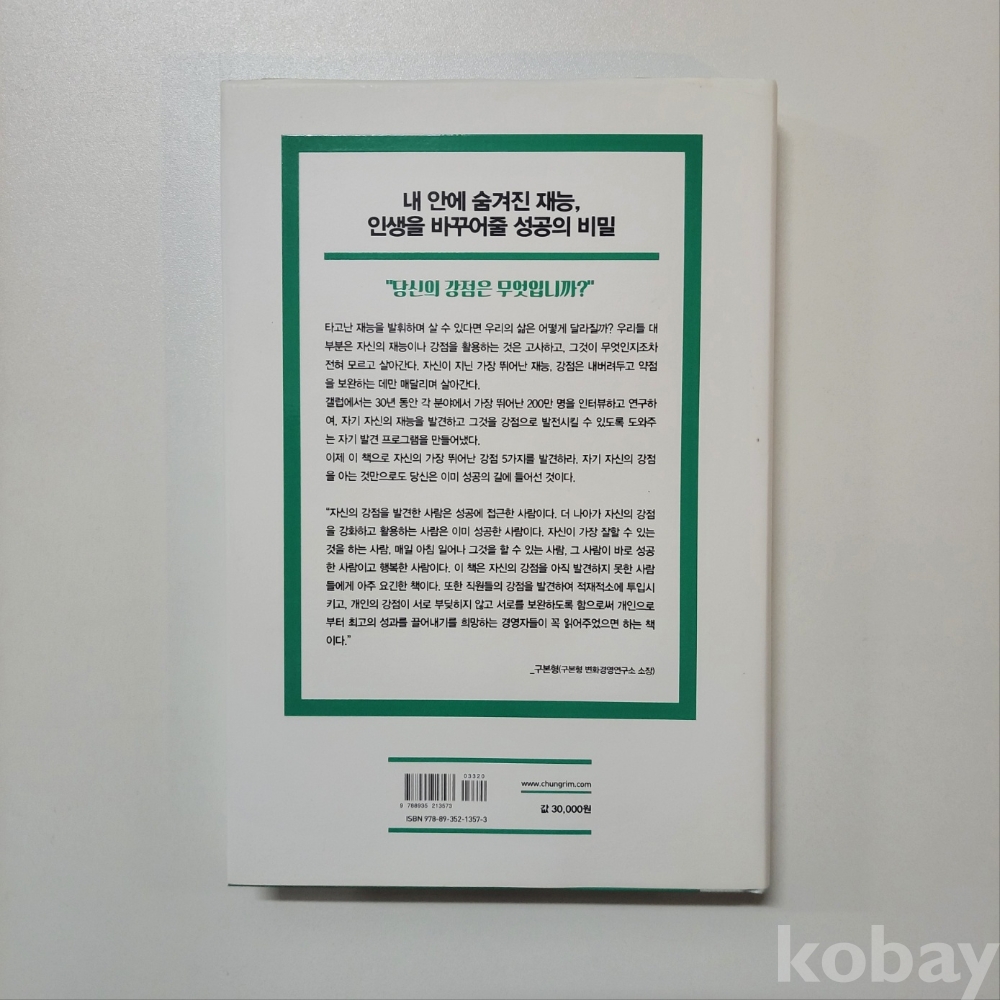 내 안에 숨겨진 재능,
인생을 바꾸어줄 성공의 비밀
"당신의 강점은 무엇입니까?"
타고난 재능을 발휘하며 살 수 있다면 우리의 삶은 어떻게 달라질까? 우리들 대
부분은 자신의 재능이나 강점을 활용하는 것은 고사하고, 그것이 무엇인지조차
전혀 모르고 살아간다. 자신이 지닌 가장 뛰어난 재능, 강점은 내버려두고 약점
을 보완하는 데만 매달리며 살아간다.
갤럽에서는 30년 동안 각 분야에서 가장 뛰어난 200만 명을 인터뷰하고 연구하
여, 자기 자신의 재능을 발견하고 그것을 강점으로 발전시킬 수 있도록 도와주
는 자기 발견 프로그램을 만들어냈다.
이제 이 책으로 자신의 가장 뛰어난 강점 5가지를 발견하라. 자기 자신의 강점
을 아는 것만으로도 당신은 이미 성공의 길에 들어선 것이다.
"자신의 강점을 발견한 사람은 성공에 접근한 사람이다. 더 나아가 자신의 강점
을 강화하고 활용하는 사람은 이미 성공한 사람이다. 자신이 가장 잘할 수 있는
것을 하는 사람, 매일 아침 일어나 그것을 할 수 있는 사람, 그 사람이 바로 성공
한 사람이고 행복한 사람이다. 이 책은 자신의 강점을 아직 발견하지 못한 사람
들에게 아주 요긴한 책이다. 또한 직원들의 강점을 발견하여 적재적소에 투입시
키고, 개인의 강점이 서로 부딪히지 않고 서로를 보완하도록 함으로써 개인으로
부터 최고의 성과를 끌어내기를 희망하는 경영자들이 꼭 읽어주었으면 하는 책
이다."
_구본형(구본형 변화경영연구소 소장)
03320
9 788935 213573
ISBN 978-89-352-1357-3
www.chungrim.com
값 30,000원
kobay